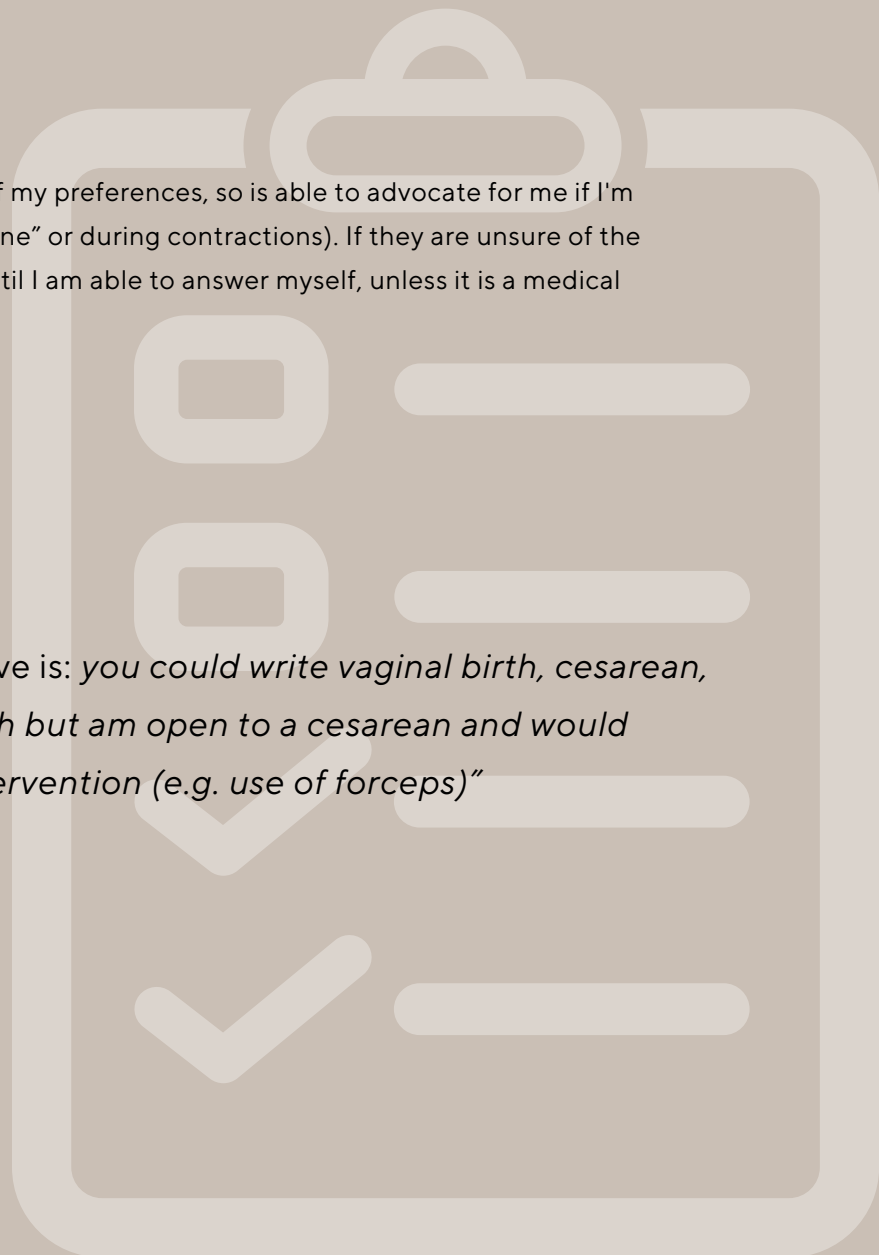 my preferences, so is able to advocate for me if I'm
ne” or during contractions). If they are unsure of the
til I am able to answer myself, unless it is a medical
ve is: you could write vaginal birth, cesarean,
h but am open to a cesarean and would
ervention (e.g. use of forceps)”